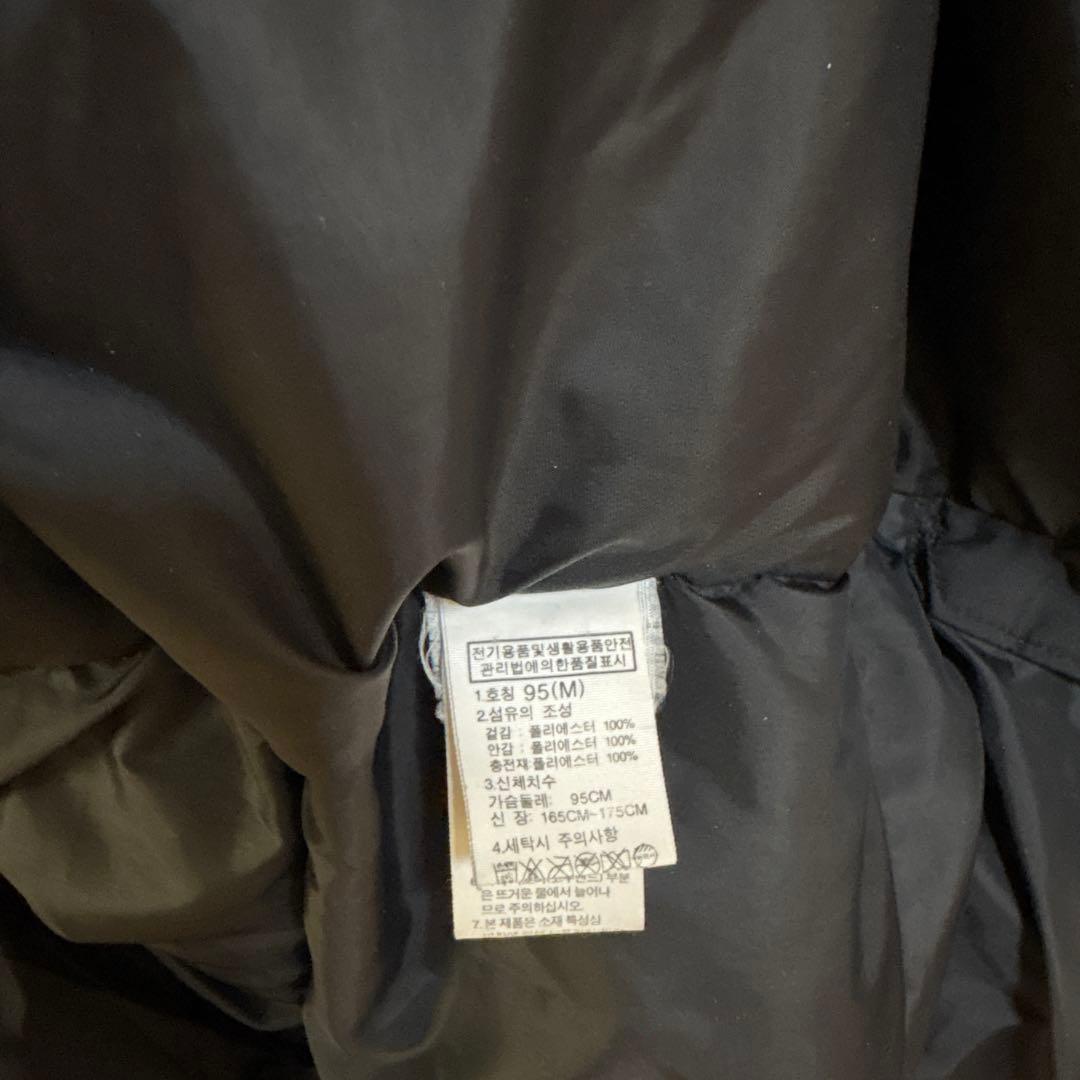 전기용품및생활용품안전
관리법에의한품질표시
1.호칭 95(M)
2.섬유의 조성
겉감 : 폴리에스터 100%
안감 : 폴리에스터 100%
충전재:폴리에스터 100%
3.신체치수
가슴둘레: 95CM
신 장: 165CM~175CM
4.세탁시 주의사항
부분
은 뜨거운 물에서 늘어나
므로 주의하십시오.
7.본 제품은 소재 특성상